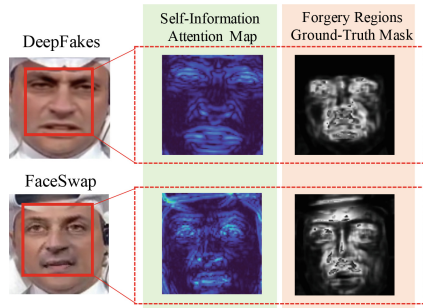 DeepFakes
Self-Information
Attention Map
Forgery Regions
Ground-Truth Mask
FaceSwap